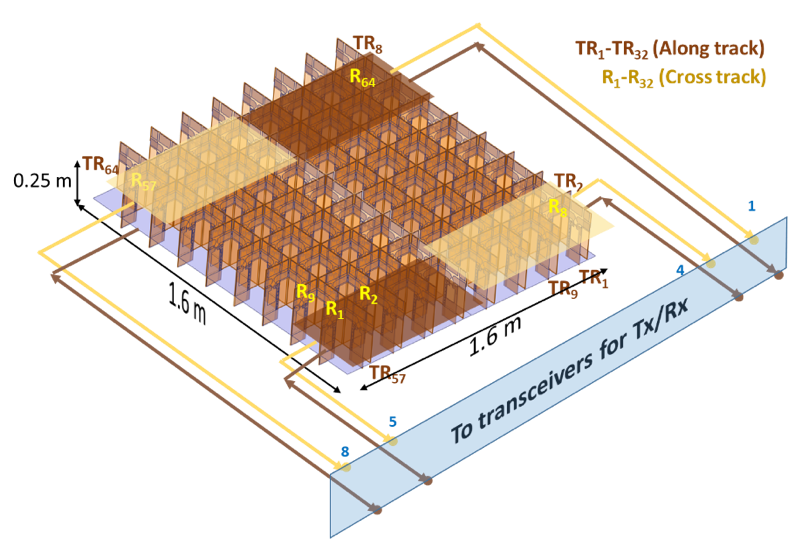 TR8
TR1-TR32 (Along track)
R1-R32 (Cross track)
R64
TR64
R57
0.25 m
TR2
R8
1
4
R9
R2
R1
TR9
TR1
1.6 m
1.6 m
TR57
To transceivers for Tx/Rx
5
8